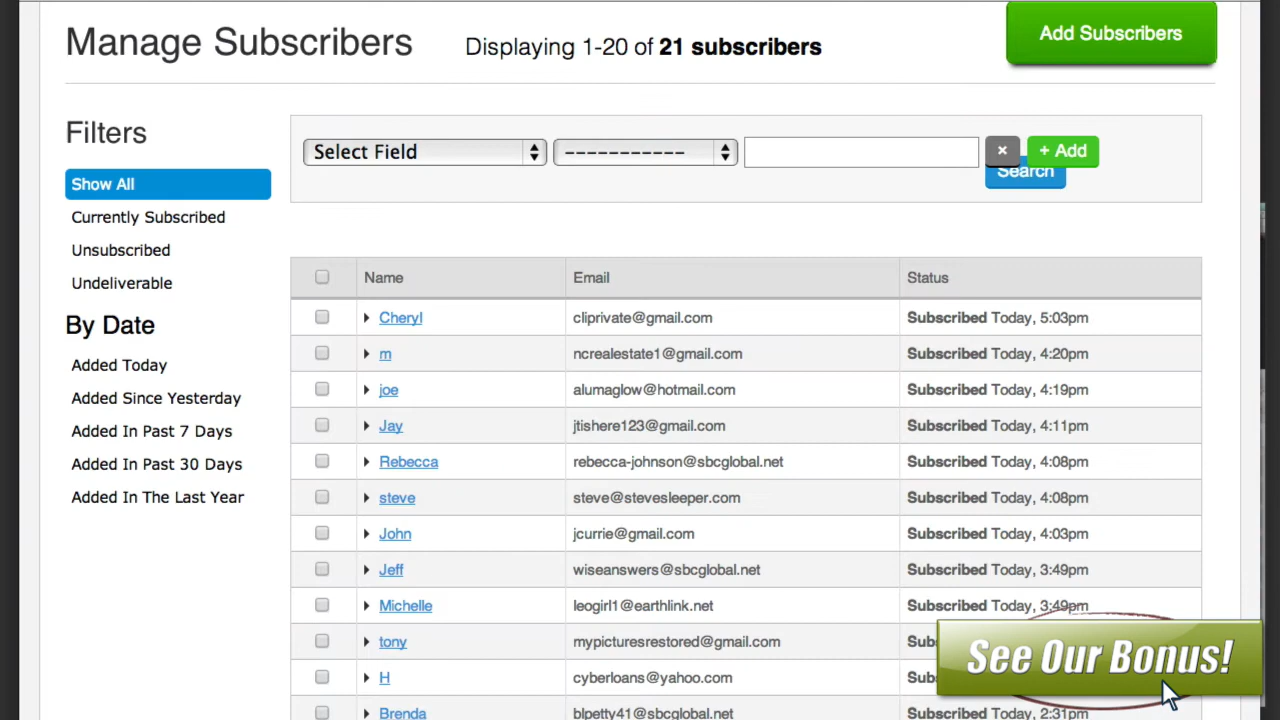 Manage Subscribers
Displaying 1-20 of 21 subscribers
Add Subscribers
Filters
Show All
Currently Subscribed
Unsubscribed
Undeliverable
By Date
Added Today
Added Since Yesterday
Added In Past 7 Days
Added In Past 30 Days
Added In The Last Year
Select Field
-----------
×
+ Add
Search
Name Email Status
Cheryl cliprivate@gmail.com Subscribed Today, 5:03pm
m ncrealestate1@gmail.com Subscribed Today, 4:20pm
joe alumaglow@hotmail.com Subscribed Today, 4:19pm
Jay jtishere123@gmail.com Subscribed Today, 4:11pm
Rebecca rebecca-johnson@sbcglobal.net Subscribed Today, 4:08pm
steve steve@stevesleeper.com Subscribed Today, 4:08pm
John jcurrie@gmail.com Subscribed Today, 4:03pm
Jeff wiseanswers@sbcglobal.net Subscribed Today, 3:49pm
Michelle leogirl1@earthlink.net Subscribed Today, 3:49pm
tony mypicturesrestored@gmail.com
H cyberloans@yahoo.com
Brenda blpetty41@sbcglobal.net Subscribed Today, 2:31pm
See Our Bonus!